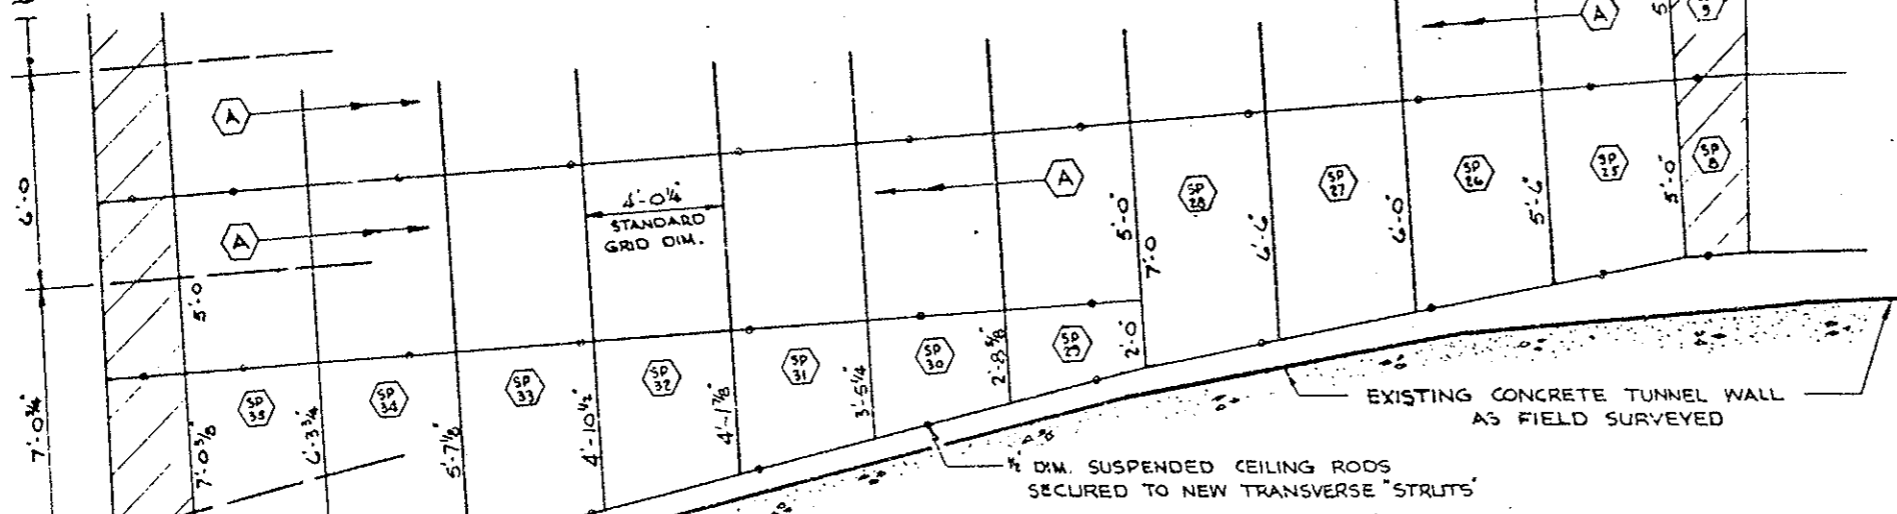 A
SP
9
5
A
6'-0
A
4'-0¼"
STANDARD
GRID DIM.
A
5'-0"
7'-0
SP
28
6'-6"
SP
27
6'-0"
SP
26
5'-6"
SP
25
5'-0"
SP
8
5'-0
7'-0¾"
SP
35
7'-0⅜"
6'-3¾"
SP
34
5'-7⅛"
SP
33
4'-10½"
SP
32
4'-1⅞"
SP
31
3'-5¼"
SP
30
2'-8⅝"
SP
29
2'-0"
EXISTING CONCRETE TUNNEL WALL
AS FIELD SURVEYED
½" DIM. SUSPENDED CEILING RODS
SECURED TO NEW TRANSVERSE "STRUTS"